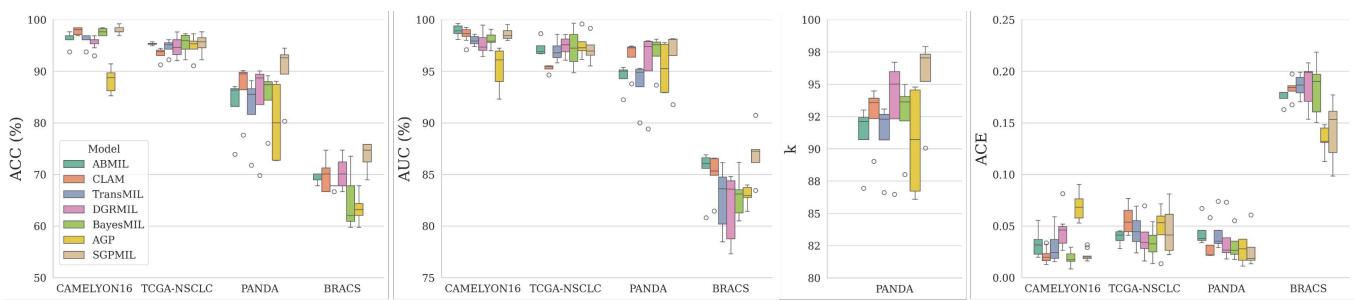 ACC (%)
100
90
80
70
60
50
Model
ABMIL
CLAM
TransMIL
DGRMIL
BayesMIL
AGP
SGPMIL
CAMELYON16 TCGA-NSCLC PANDA BRACS
AUC (%)
100
95
90
85
80
75
CAMELYON16 TCGA-NSCLC PANDA BRACS
k
100
98
95
92
90
88
85
82
80
PANDA
ACE
0.25
0.20
0.15
0.10
0.05
0.00
CAMELYON16 TCGA-NSCLC PANDA BRACS